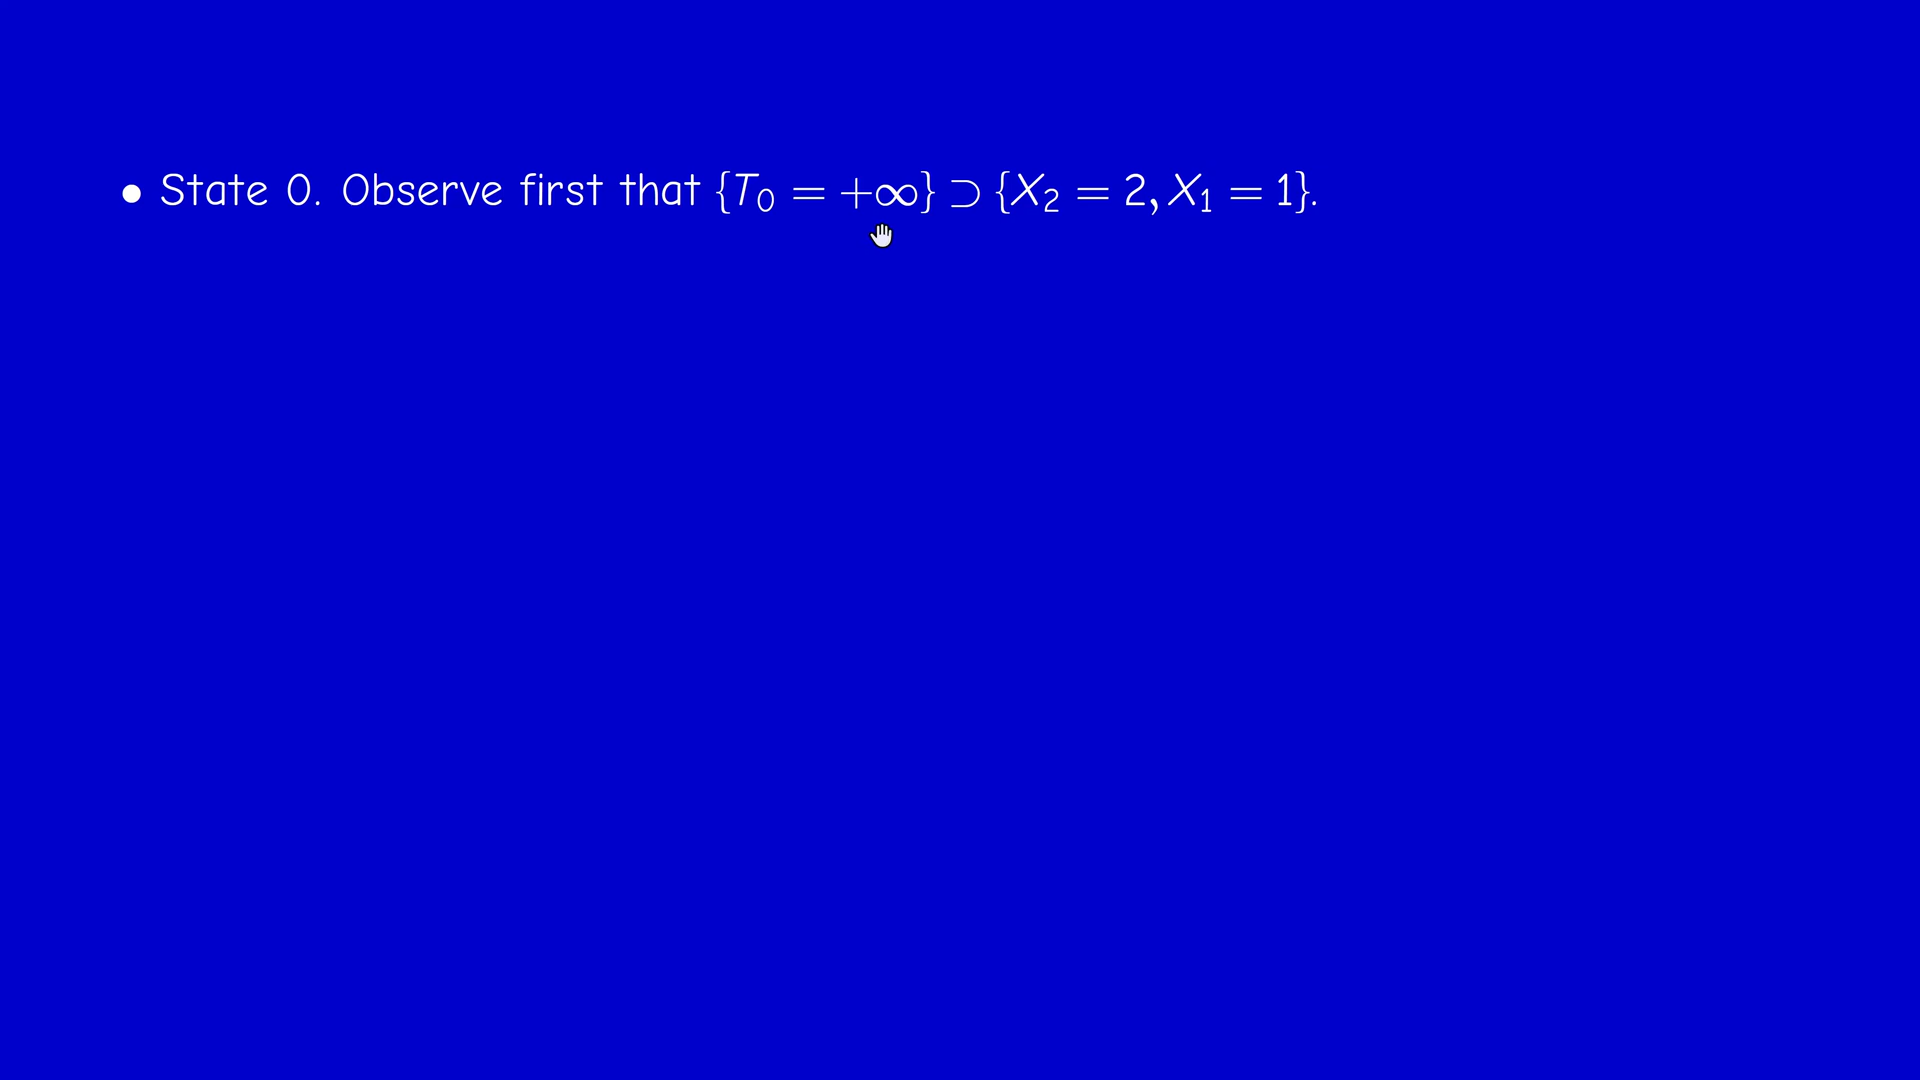 • State 0. Observe first that {T₀ = +∞} ⊃ {X₂ = 2, X₁ = 1}.